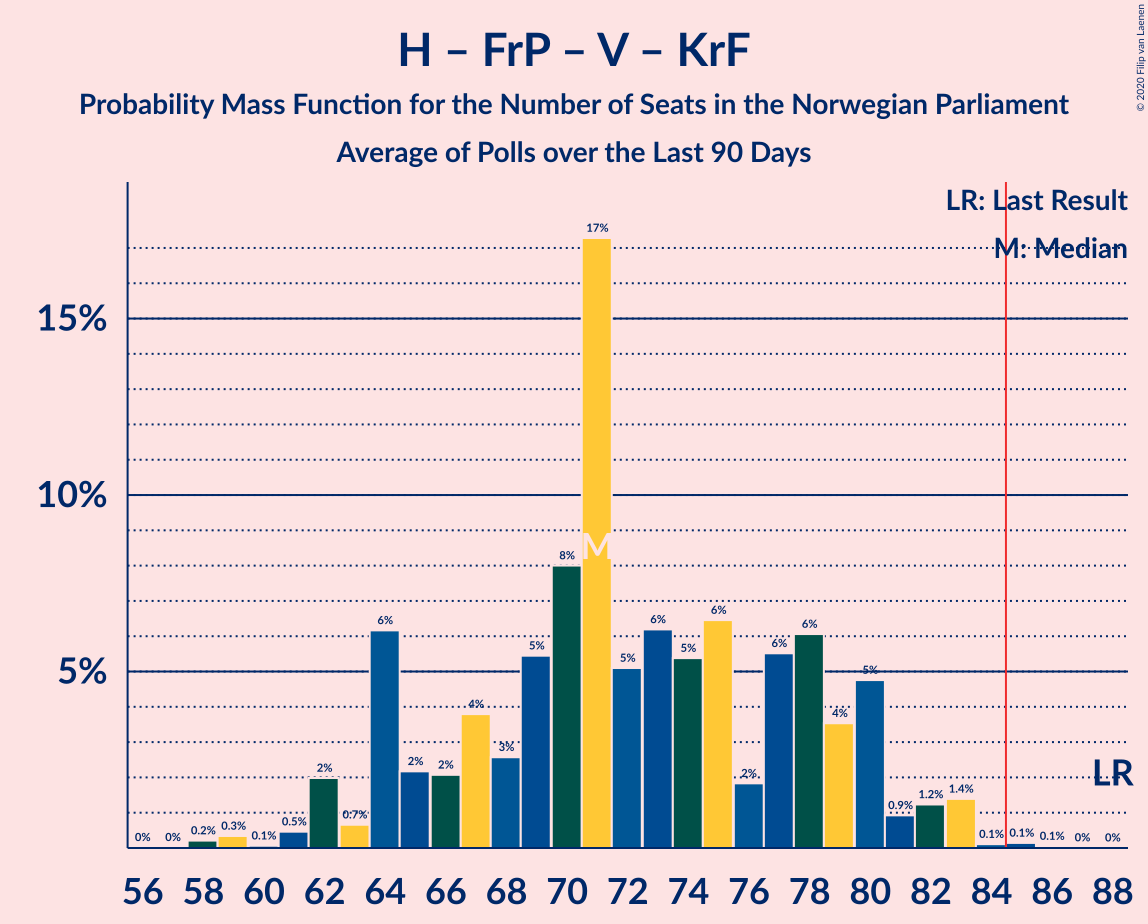 H – FrP – V – KrF
Probability Mass Function for the Number of Seats in the Norwegian Parliament
Average of Polls over the Last 90 Days
© 2020 Filip van Laenen
LR: Last Result
M: Median
15%
10%
5%
0% 0% 0.2% 0.3% 0.1% 0.5% 2% 0.7% 6% 2% 2% 4% 3% 5% 8% 17% 5% 6% 5% 6% 2% 6% 6% 4% 5% 0.9% 1.2% 1.4% 0.1% 0.1% 0.1% 0% 0%
M
LR
56 58 60 62 64 66 68 70 72 74 76 78 80 82 84 86 88